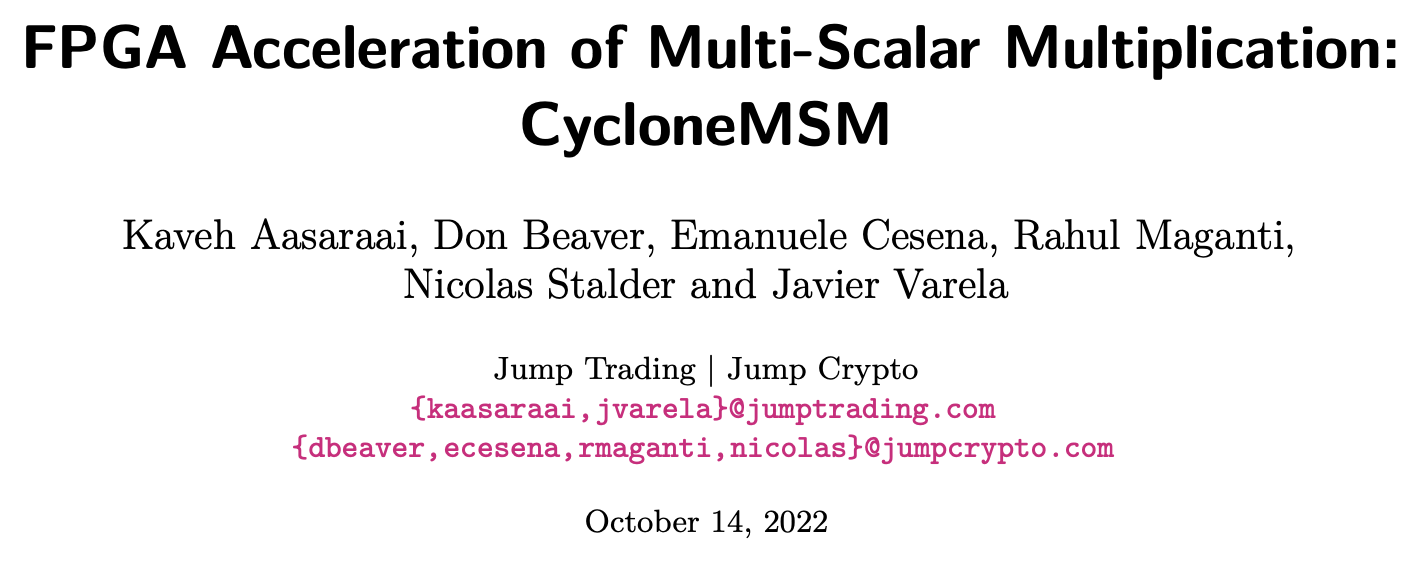 FPGA Acceleration of Multi-Scalar Multiplication:
CycloneMSM
Kaveh Aasaraai, Don Beaver, Emanuele Cesena, Rahul Maganti,
Nicolas Stalder and Javier Varela
Jump Trading | Jump Crypto
{kaasaraai,jvarela}@jumptrading.com
{dbeaver,ecesena,rmaganti,nicolas}@jumpcrypto.com
October 14, 2022